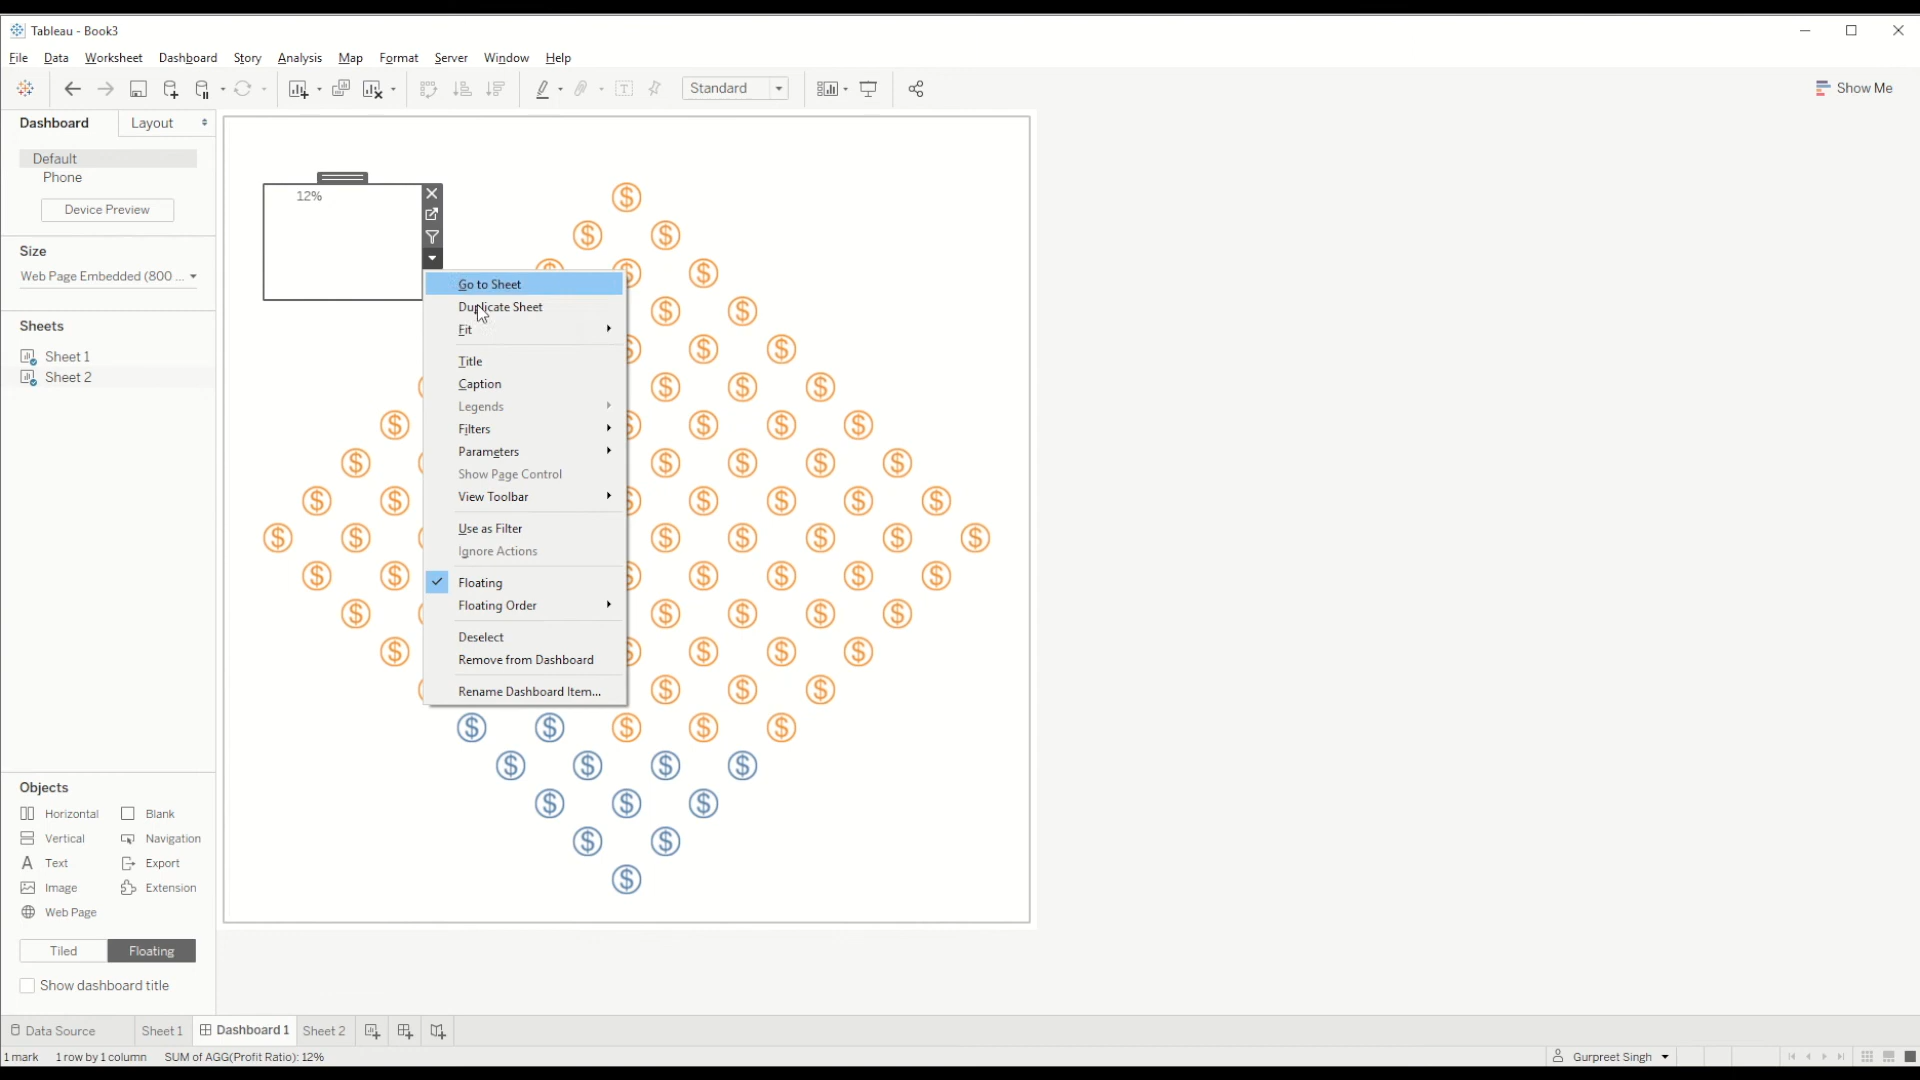 Tableau - Book3
File Data Worksheet Dashboard Story Analysis Map Format Server Window Help
Standard
Show Me
Dashboard Layout
Default
Phone
Device Preview
Size
Web Page Embedded (800 ...
Sheets
Sheet 1
Sheet 2
12%
Go to Sheet
Duplicate Sheet
Fit
Title
Caption
Legends
Filters
Parameters
Show Page Control
View Toolbar
Use as Filter
Ignore Actions
Floating
Floating Order
Deselect
Remove from Dashboard
Rename Dashboard Item...
Objects
Horizontal Blank
Vertical Navigation
Text Export
Image Extension
Web Page
Tiled Floating
Show dashboard title
Data Source Sheet 1 Dashboard 1 Sheet 2
1 mark 1 row by 1 column SUM of AGG(Profit Ratio): 12% Gurpreet Singh